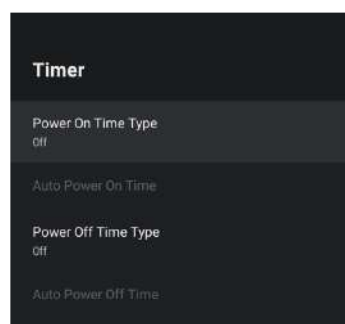 Timer
Power On Time Type
Off
Auto Power On Time
Power Off Time Type
Off
Auto Power Off Time